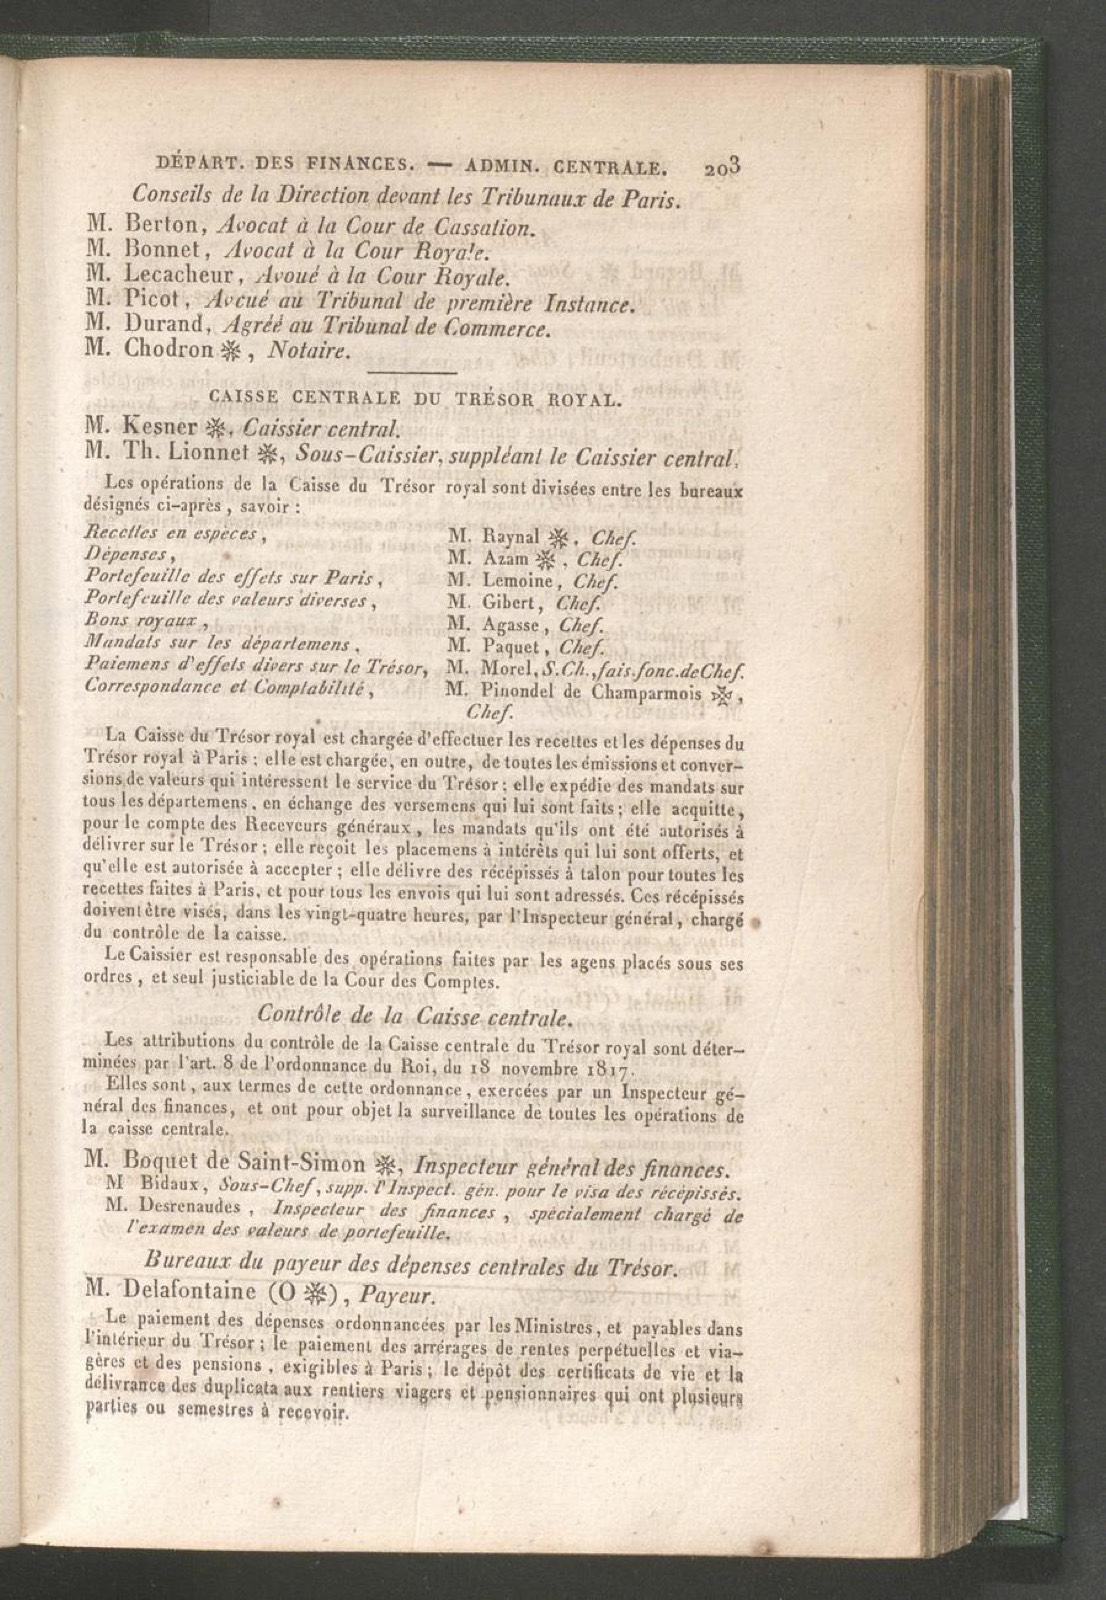 DÉPART. DES FINANCES. — ADMIN. CENTRALE. 203
Conseils de la Direction devant les Tribunaux de Paris.
M. Berton, Avocat à la Cour de Cassation.
M. Bonnet, Avocat à la Cour Royale.
M. Lecacheur, Avoué à la Cour Royale.
M. Picot, Avoué au Tribunal de première Instance.
M. Durand, Agréé au Tribunal de Commerce.
M. Chodron ✻, Notaire.
CAISSE CENTRALE DU TRÉSOR ROYAL.
M. Kesner ✻, Caissier central.
M. Th. Lionnet ✻, Sous-Caissier, suppléant le Caissier central.
Les opérations de la Caisse du Trésor royal sont divisées entre les bureaux
désignés ci-après, savoir :
Recettes en espèces, M. Raynal ✻, Chef.
Dépenses, M. Azam ✻, Chef.
Portefeuille des effets sur Paris, M. Lemoine, Chef.
Portefeuille des valeurs diverses, M. Gibert, Chef.
Bons royaux, M. Agasse, Chef.
Mandats sur les départemens, M. Paquet, Chef.
Paiemens d'effets divers sur le Trésor, M. Morel, S.Ch., fais.fonc.deChef.
Correspondance et Comptabilité, M. Pinondel de Champarmois ✻,
Chef.
La Caisse du Trésor royal est chargée d'effectuer les recettes et les dépenses du
Trésor royal à Paris ; elle est chargée, en outre, de toutes les émissions et conver-
sions de valeurs qui intéressent le service du Trésor ; elle expédie des mandats sur
tous les départemens, en échange des versemens qui lui sont faits ; elle acquitte,
pour le compte des Receveurs généraux, les mandats qu'ils ont été autorisés à
délivrer sur le Trésor ; elle reçoit les placemens à intérêts qui lui sont offerts, et
qu'elle est autorisée à accepter ; elle délivre des récépissés à talon pour toutes les
recettes faites à Paris, et pour tous les envois qui lui sont adressés. Ces récépissés
doivent être visés, dans les vingt-quatre heures, par l'Inspecteur général, chargé
du contrôle de la caisse.
Le Caissier est responsable des opérations faites par les agens placés sous ses
ordres, et seul justiciable de la Cour des Comptes.
Contrôle de la Caisse centrale.
Les attributions du contrôle de la Caisse centrale du Trésor royal sont déter-
minées par l'art. 8 de l'ordonnance du Roi, du 18 novembre 1817.
Elles sont, aux termes de cette ordonnance, exercées par un Inspecteur gé-
néral des finances, et ont pour objet la surveillance de toutes les opérations de
la caisse centrale.
M. Boquet de Saint-Simon ✻, Inspecteur général des finances.
M Bidaux, Sous-Chef, supp. l'Inspect. gén. pour le visa des récépissés.
M. Desrenaudes, Inspecteur des finances, spécialement chargé de
l'examen des valeurs de portefeuille.
Bureaux du payeur des dépenses centrales du Trésor.
M. Delafontaine (O ✻), Payeur.
Le paiement des dépenses ordonnancées par les Ministres, et payables dans
l'intérieur du Trésor ; le paiement des arrérages de rentes perpétuelles et via-
gères et des pensions, exigibles à Paris ; le dépôt des certificats de vie et la
délivrance des duplicata aux rentiers viagers et pensionnaires qui ont plusieurs
parties ou semestres à recevoir.